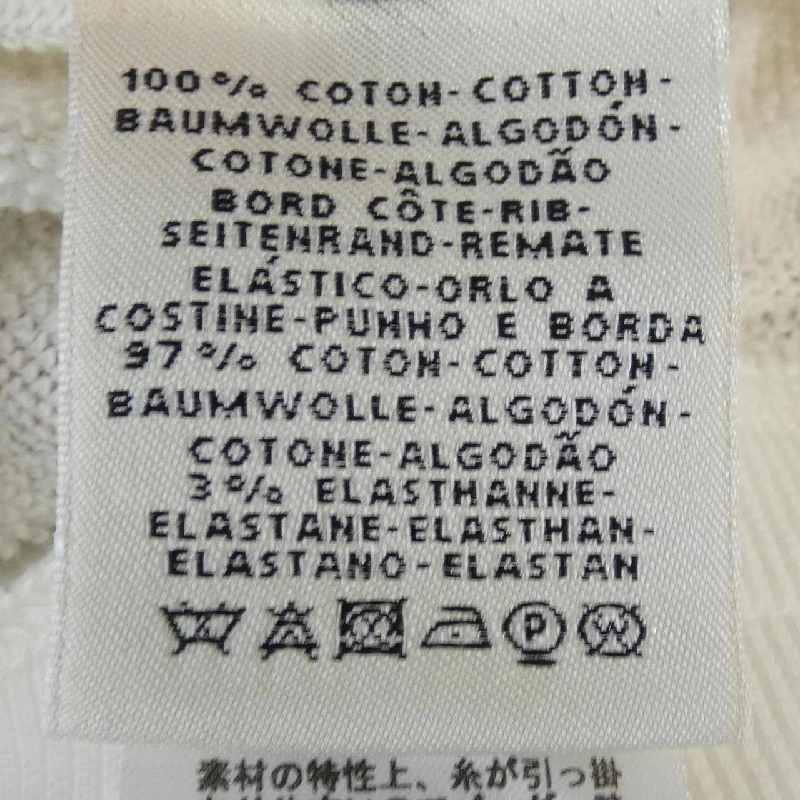 100% COTON-COTTON-
BAUMWOLLE-ALGODÓN-
COTONE-ALGODÃO
BORD CÔTE-RIB-
SEITENRAND-REMATE
ELÁSTICO-ORLO A
COSTINE-PUNHO E BORDA
97% COTON-COTTON-
BAUMWOLLE-ALGODÓN-
COTONE-ALGODÃO
3% ELASTHANNE-
ELASTANE-ELASTHAN-
ELASTANO-ELASTAN
P W
素材の特性上、糸が引っ掛